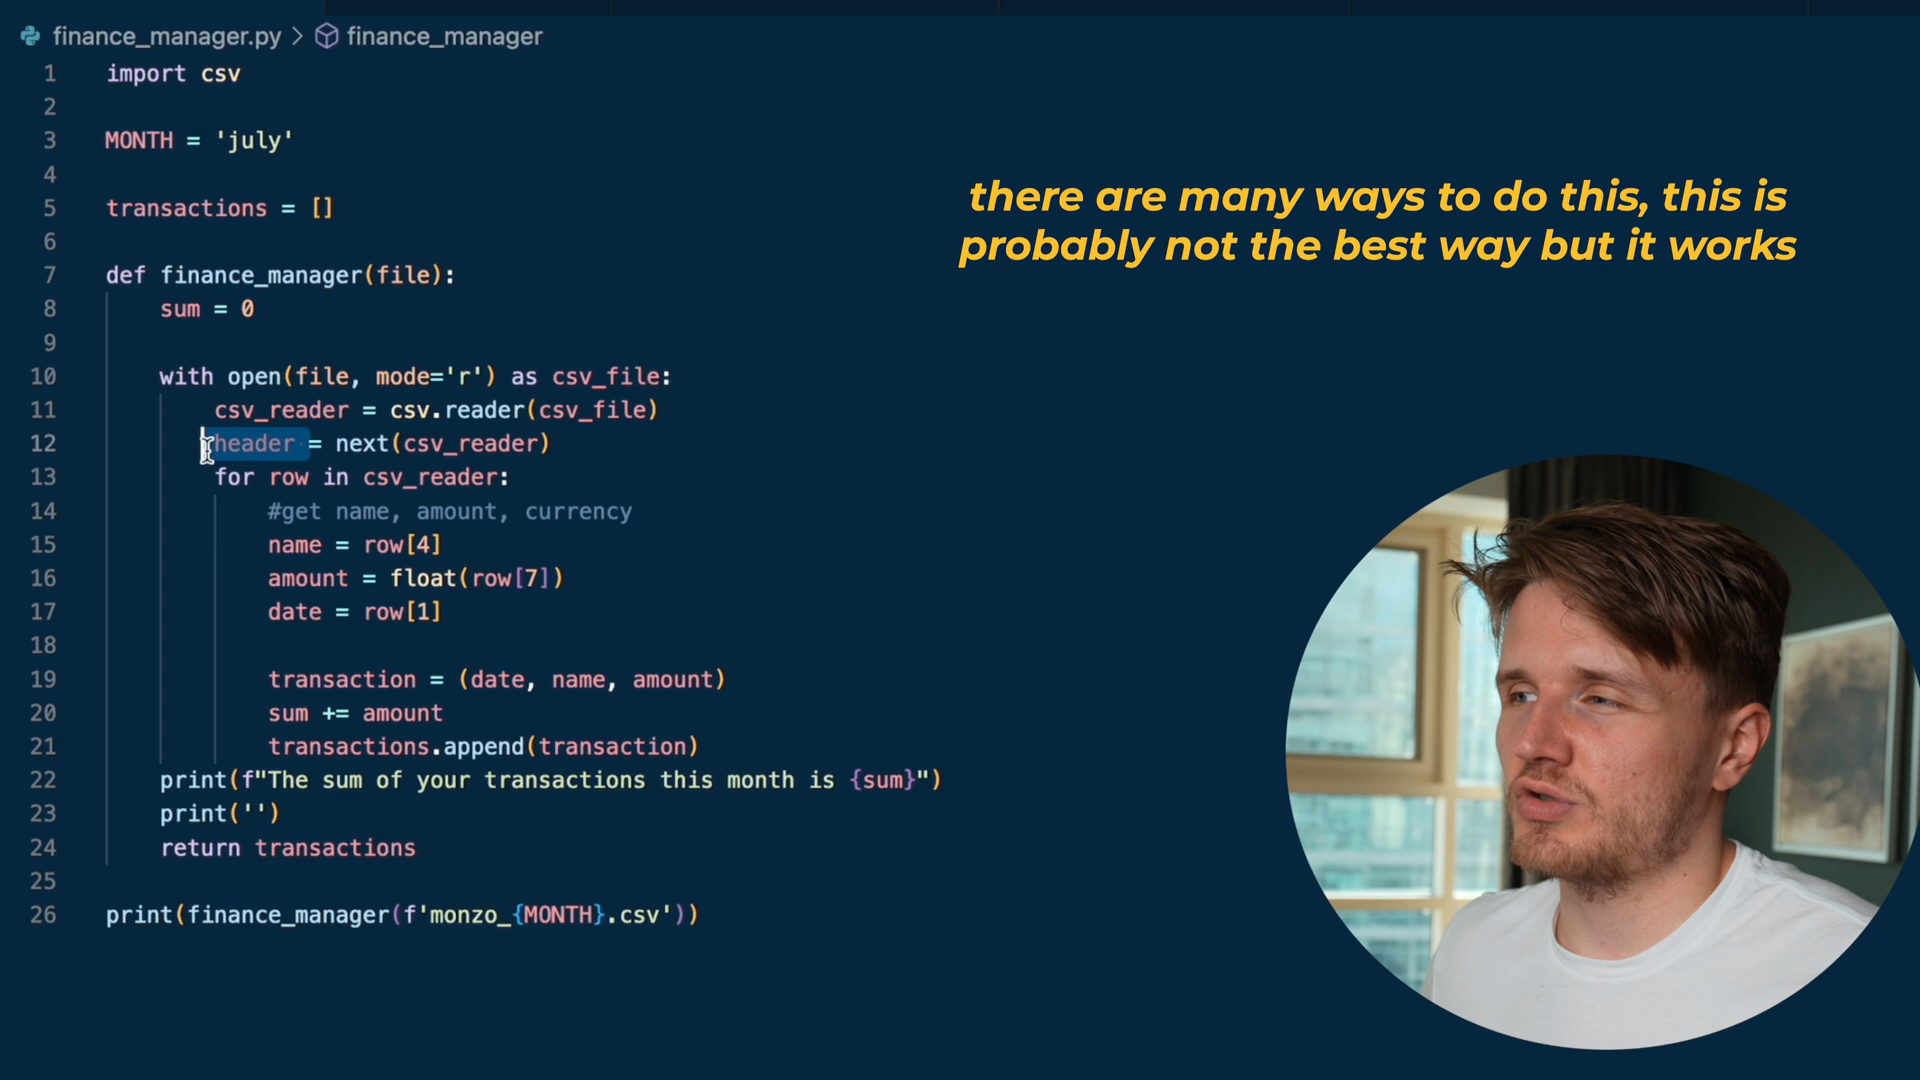 finance_manager.py > finance_manager
1 import csv
2
3 MONTH = 'july'
4
5 transactions = []
6
7 def finance_manager(file):
8     sum = 0
9
10     with open(file, mode='r') as csv_file:
11         csv_reader = csv.reader(csv_file)
12         header = next(csv_reader)
13         for row in csv_reader:
14             #get name, amount, currency
15             name = row[4]
16             amount = float(row[7])
17             date = row[1]
18
19             transaction = (date, name, amount)
20             sum += amount
21             transactions.append(transaction)
22     print(f"The sum of your transactions this month is {sum}")
23     print('')
24     return transactions
25
26 print(finance_manager(f'monzo_{MONTH}.csv'))
there are many ways to do this, this is
probably not the best way but it works